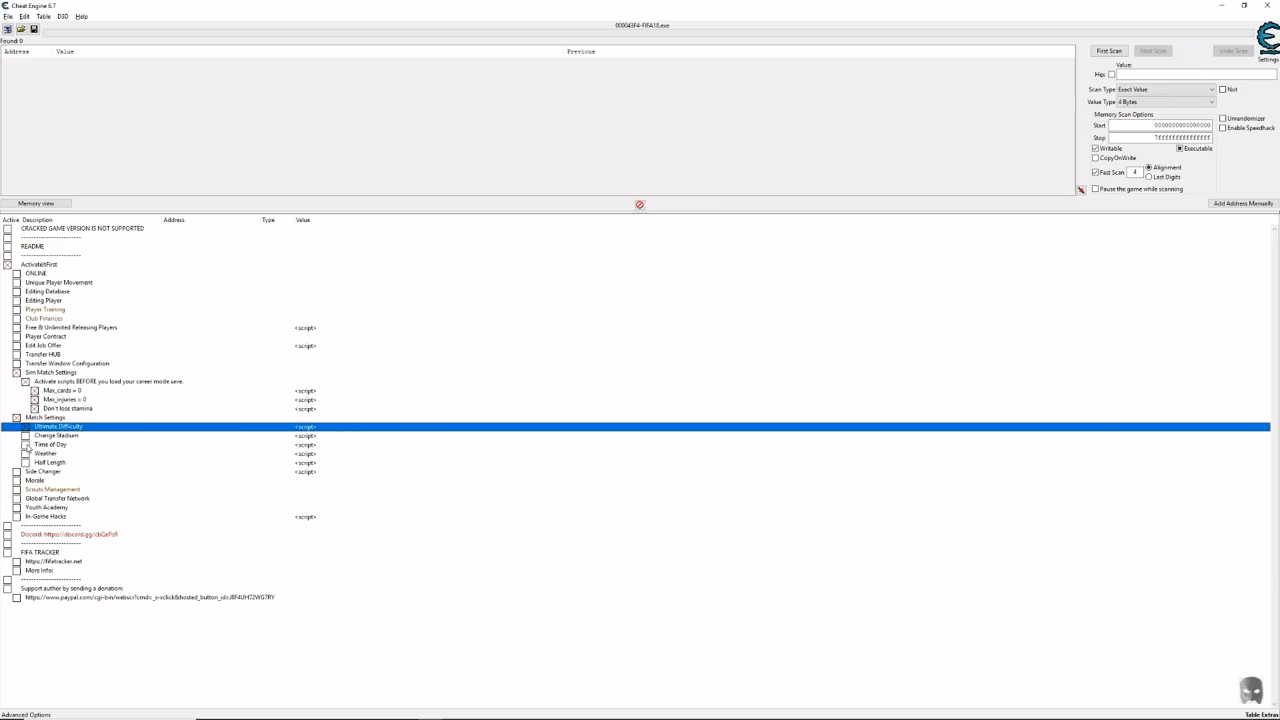 Cheat Engine 6.7
File Edit Table D3D Help
000043F4-FIFA18.exe
Found: 0
Address Value Previous
First Scan Next Scan Undo Scan
Settings
Value:
Hex
Scan Type Exact Value Not
Value Type 4 Bytes
Memory Scan Options
Start 0000000000000000
Stop
Unrandomizer
Enable Speedhack
Writable Executable
CopyOnWrite
Fast Scan 4 Alignment
Last Digits
Pause the game while scanning
Memory view Add Address Manually
Active Description Address Type Value
CRACKED GAME VERSION IS NOT SUPPORTED
------------------------
README
------------------------
ActivateItFirst
ONLINE
Unique Player Movement
Editing Database
Editing Player
Player Training
Club Finances
Free & Unlimited Releasing Players <script>
Player Contract
Edit Job Offer <script>
Transfer HUB
Transfer Window Configuration
Sim Match Settings
Activate scripts BEFORE you load your career mode save.
Max_cards = 0 <script>
Max_injuries = 0 <script>
Don't lose stamina <script>
Match Settings
Ultimate Difficulty <script>
Change Stadium <script>
Time of Day <script>
Weather <script>
Half Length <script>
Side Changer <script>
Morale
Scouts Management
Global Transfer Network
Youth Academy
In-Game Hacks <script>
------------------------
Discord: https://discord.gg/
------------------------
FIFA TRACKER
https://fifatracker.net
More Info:
------------------------
Support author by sending a donation:
Advanced Options Table Extras